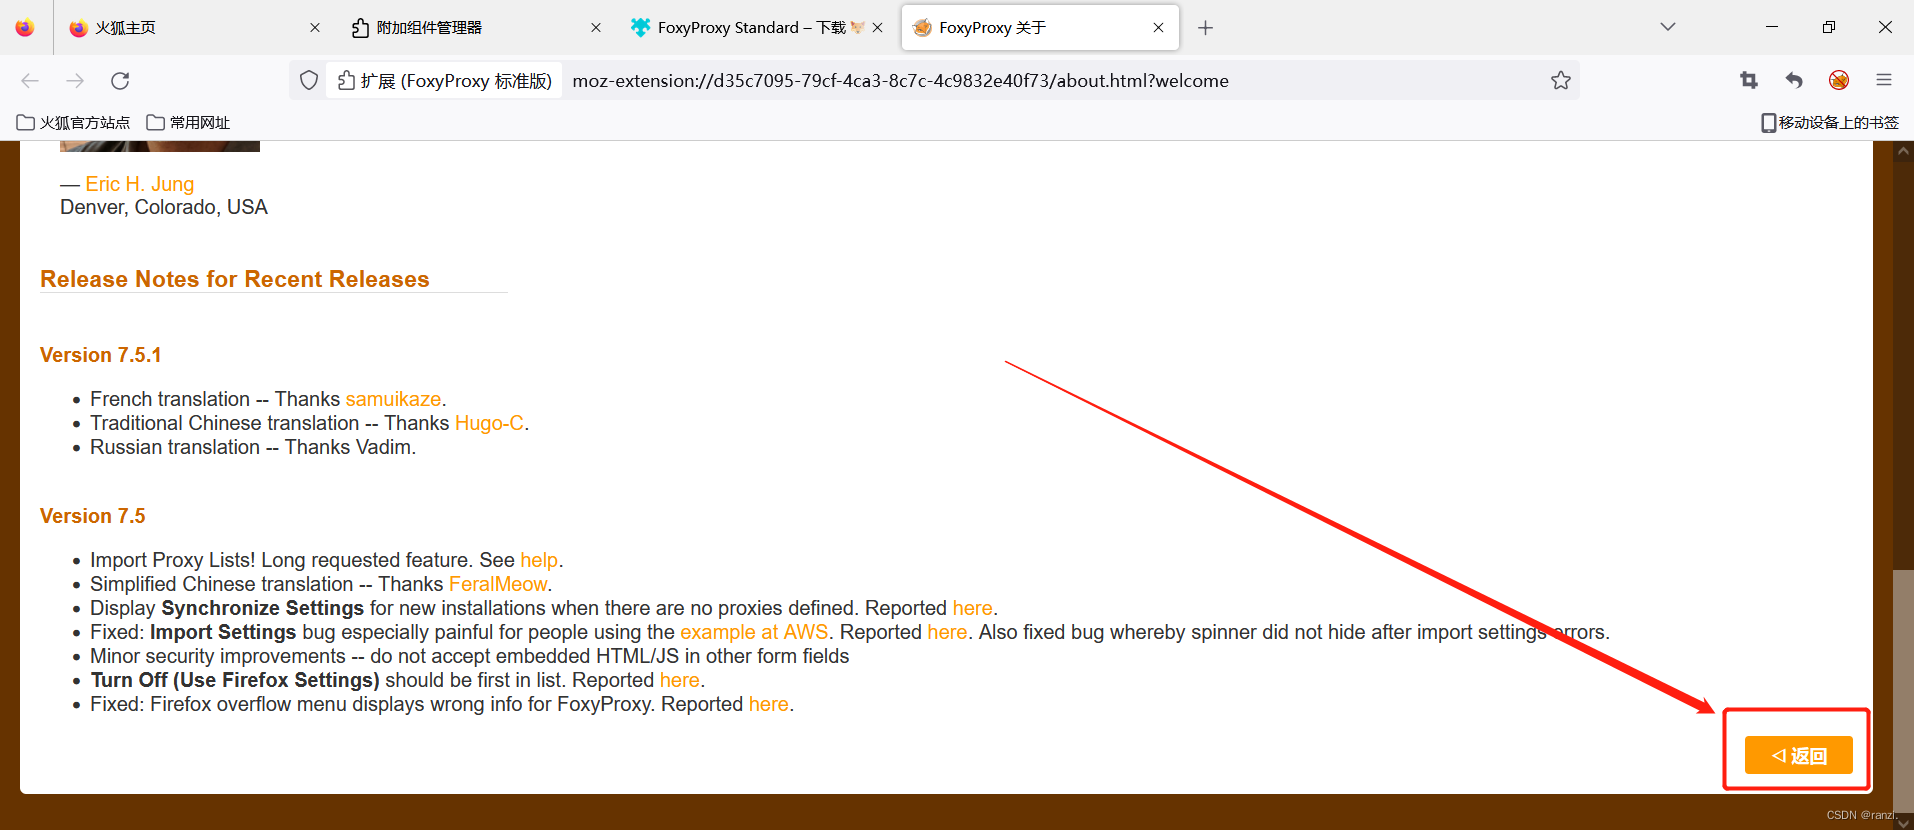 火狐主页
附加组件管理器
FoxyProxy Standard – 下载
FoxyProxy 关于
扩展 (FoxyProxy 标准版)
moz-extension://d35c7095-79cf-4ca3-8c7c-4c9832e40f73/about.html?welcome
火狐官方站点
常用网址
移动设备上的书签
— Eric H. Jung
Denver, Colorado, USA
Release Notes for Recent Releases
Version 7.5.1
• French translation -- Thanks samuikaze.
• Traditional Chinese translation -- Thanks Hugo-C.
• Russian translation -- Thanks Vadim.
Version 7.5
• Import Proxy Lists! Long requested feature. See help.
• Simplified Chinese translation -- Thanks FeralMeow.
• Display Synchronize Settings for new installations when there are no proxies defined. Reported here.
• Fixed: Import Settings bug especially painful for people using the example at AWS. Reported here. Also fixed bug whereby spinner did not hide after import settings errors.
• Minor security improvements -- do not accept embedded HTML/JS in other form fields
• Turn Off (Use Firefox Settings) should be first in list. Reported here.
• Fixed: Firefox overflow menu displays wrong info for FoxyProxy. Reported here.
返回
CSDN @ranzi.